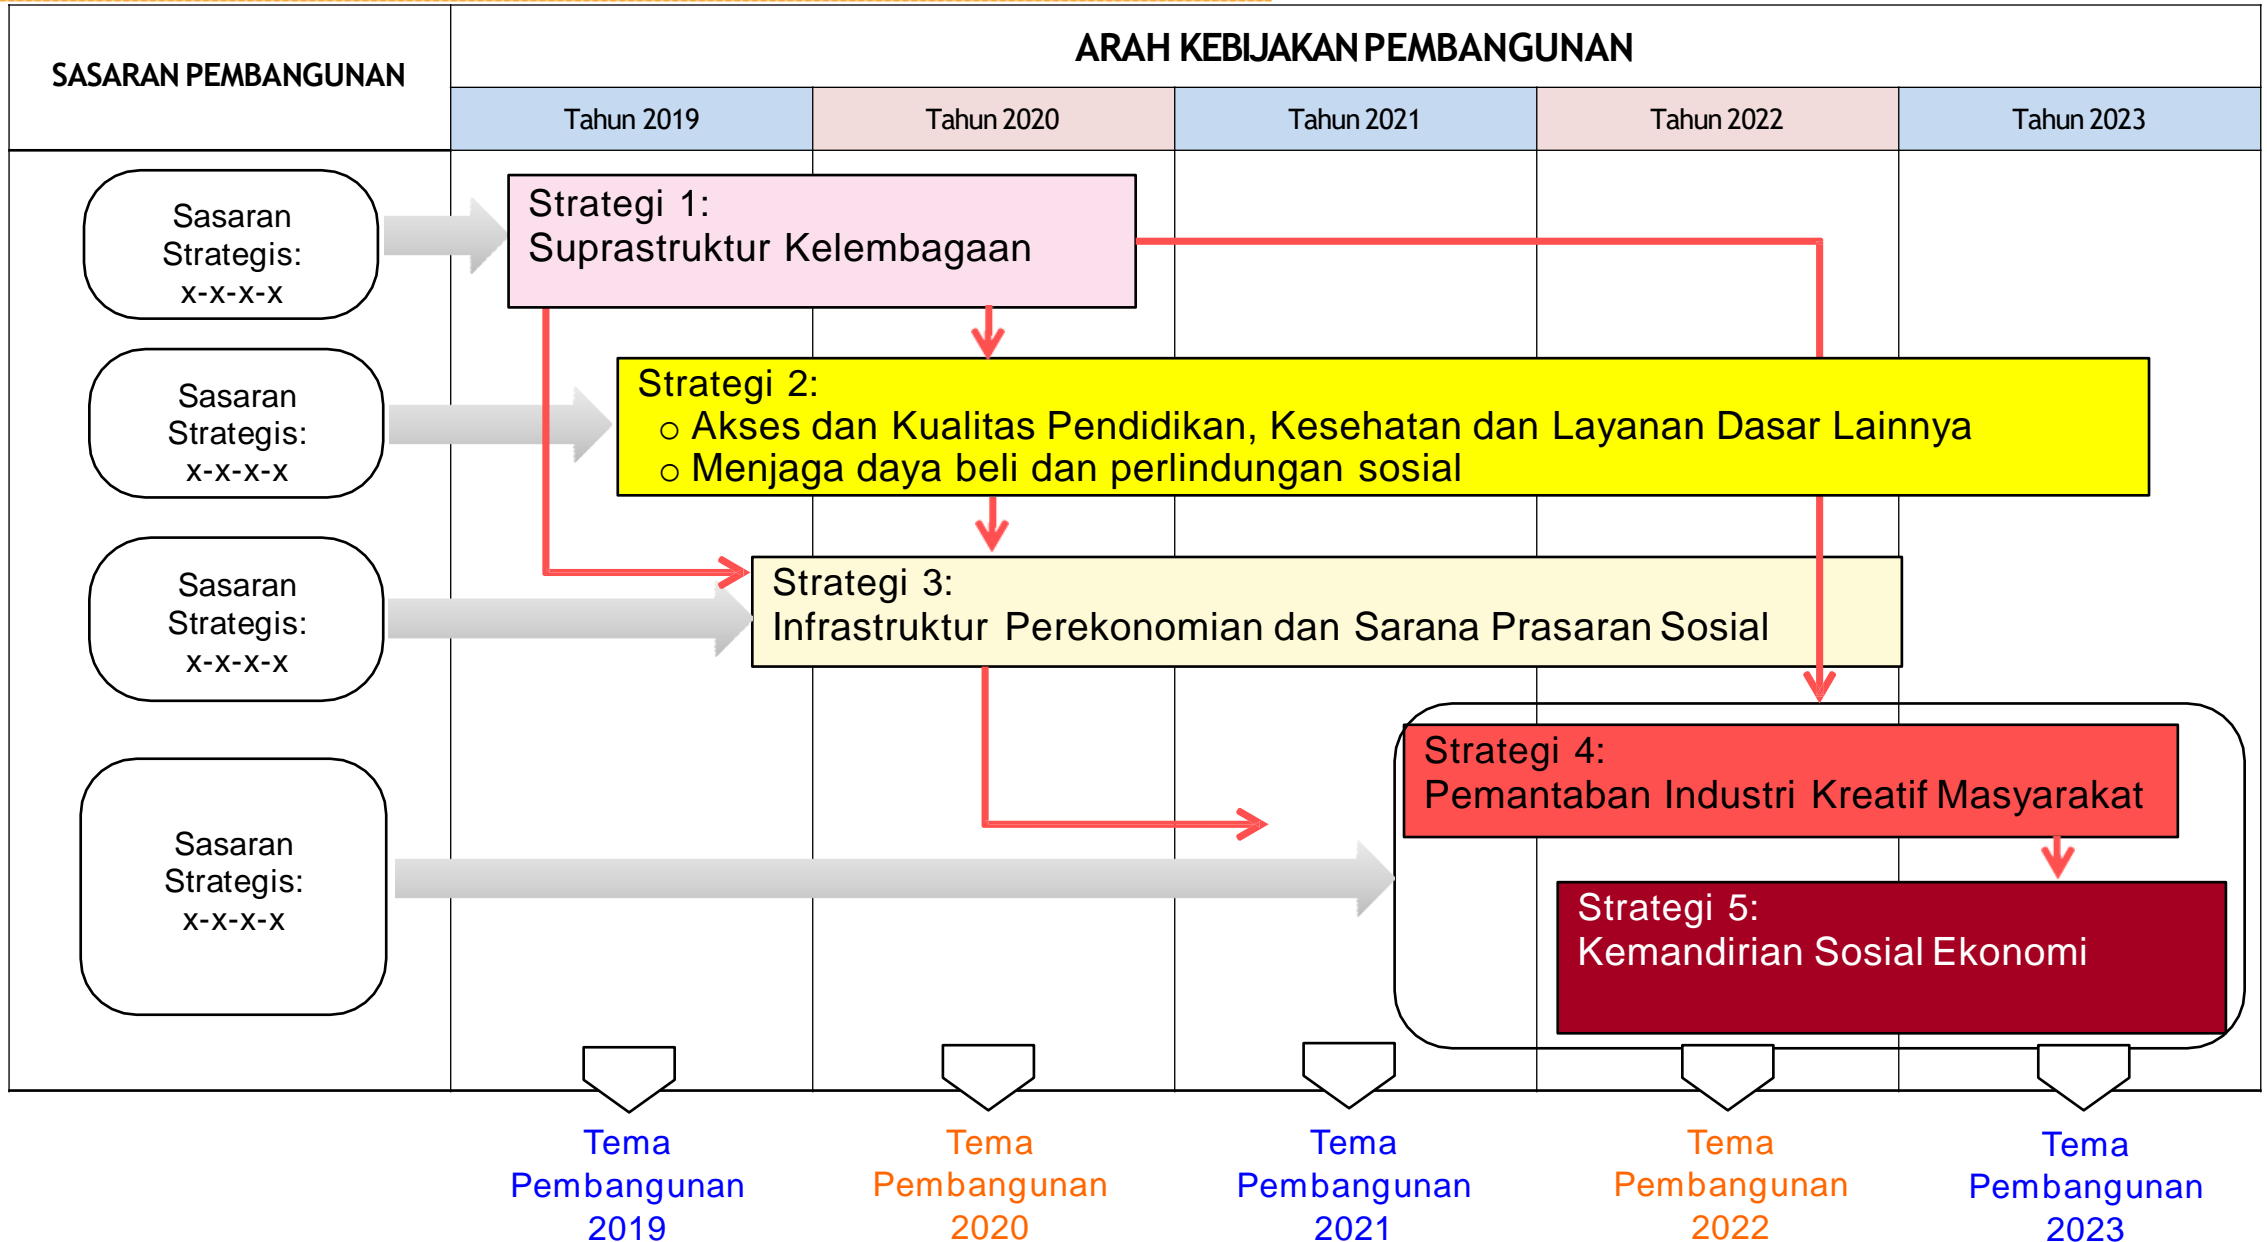 SASARAN PEMBANGUNAN
ARAH KEBIJAKAN PEMBANGUNAN
Tahun 2019
Tahun 2020
Tahun 2021
Tahun 2022
Tahun 2023
Sasaran
Strategis:
x-x-x-x
Strategi 1:
Suprastruktur Kelembagaan
Sasaran
Strategis:
x-x-x-x
Strategi 2:
o Akses dan Kualitas Pendidikan, Kesehatan dan Layanan Dasar Lainnya
o Menjaga daya beli dan perlindungan sosial
Sasaran
Strategis:
x-x-x-x
Strategi 3:
Infrastruktur Perekonomian dan Sarana Prasaran Sosial
Sasaran
Strategis:
x-x-x-x
Strategi 4:
Pemantaban Industri Kreatif Masyarakat
Strategi 5:
Kemandirian Sosial Ekonomi
Tema
Pembangunan
2019
Tema
Pembangunan
2020
Tema
Pembangunan
2021
Tema
Pembangunan
2022
Tema
Pembangunan
2023